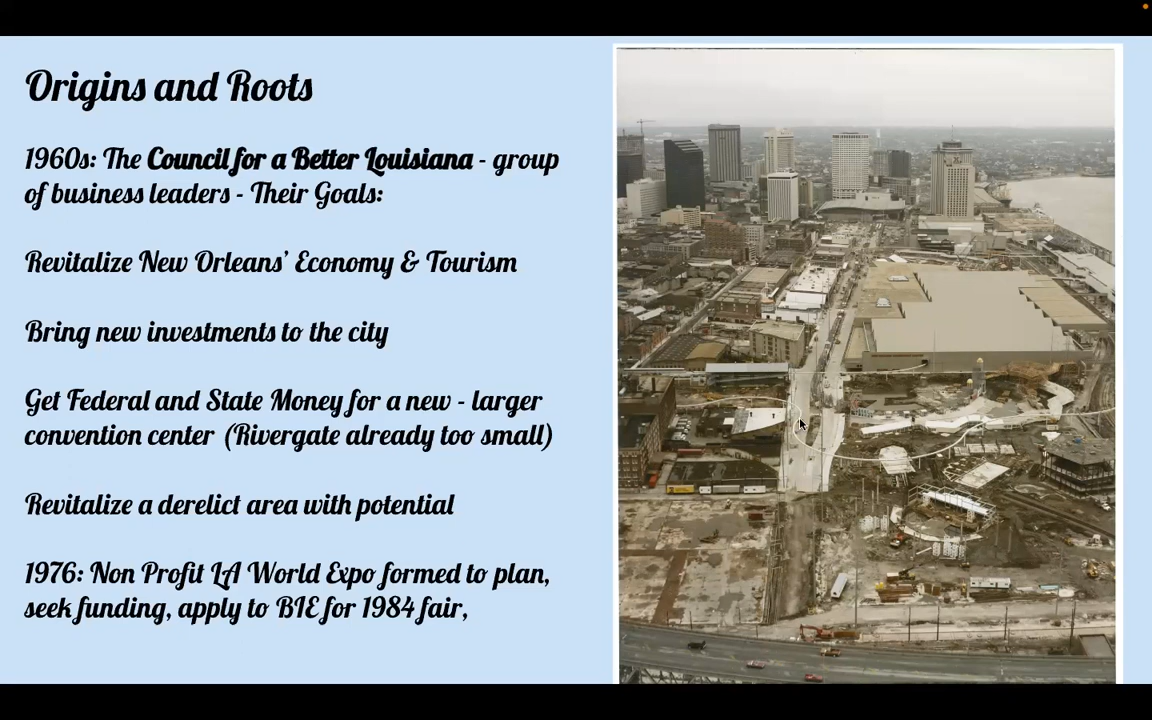 Origins and Roots
1960s: The Council for a Better Louisiana - group
of business leaders - Their Goals:
Revitalize New Orleans’ Economy & Tourism
Bring new investments to the city
Get Federal and State Money for a new - larger
convention center (Rivergate already too small)
Revitalize a derelict area with potential
1976: Non Profit LA World Expo formed to plan,
seek funding, apply to BIE for 1984 fair,